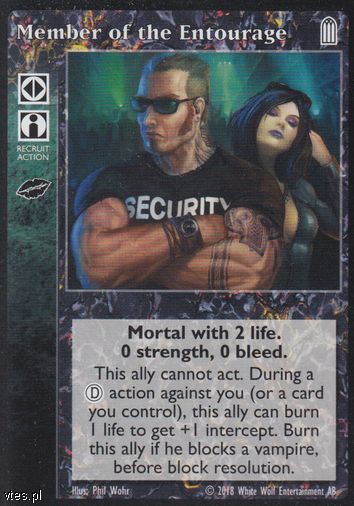 Member of the Entourage
RECRUIT
ACTION
SECURITY
Mortal with 2 life.
0 strength, 0 bleed.
This ally cannot act. During a
Ⓓ action against you (or a card
you control), this ally can burn
1 life to get +1 intercept. Burn
this ally if he blocks a vampire,
before block resolution.
Illus: Phil Wohr © 2018 White Wolf Entertainment AB
vtes.pl